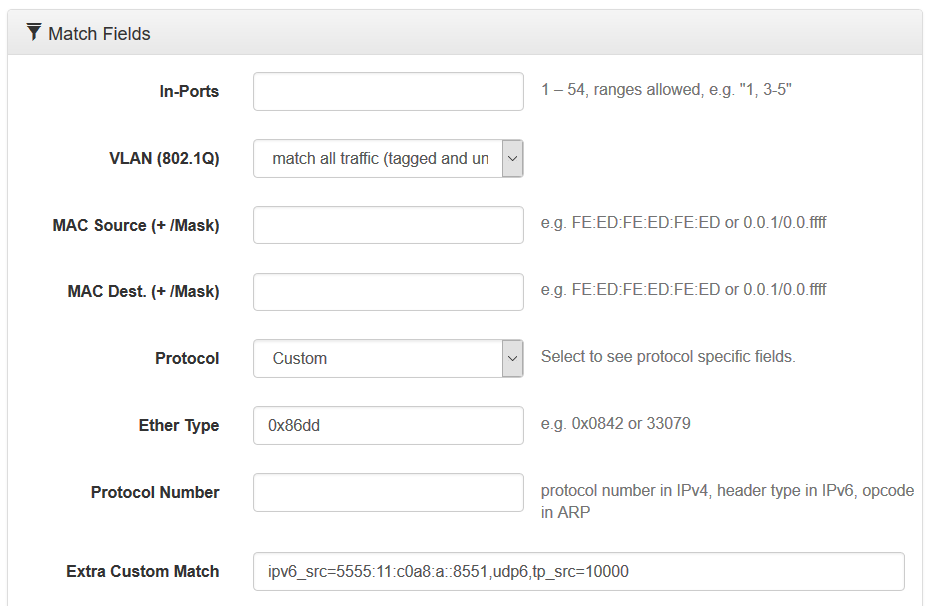 Match Fields
In-Ports
1 – 54, ranges allowed, e.g. "1, 3-5"
VLAN (802.1Q)
match all traffic (tagged and un
MAC Source (+ /Mask)
e.g. FE:ED:FE:ED:FE:ED or 0.0.1/0.0.ffff
MAC Dest. (+ /Mask)
e.g. FE:ED:FE:ED:FE:ED or 0.0.1/0.0.ffff
Protocol
Custom
Select to see protocol specific fields.
Ether Type
0x86dd
e.g. 0x0842 or 33079
Protocol Number
protocol number in IPv4, header type in IPv6, opcode
in ARP
Extra Custom Match
ipv6_src=5555:11:c0a8:a::8551,udp6,tp_src=10000